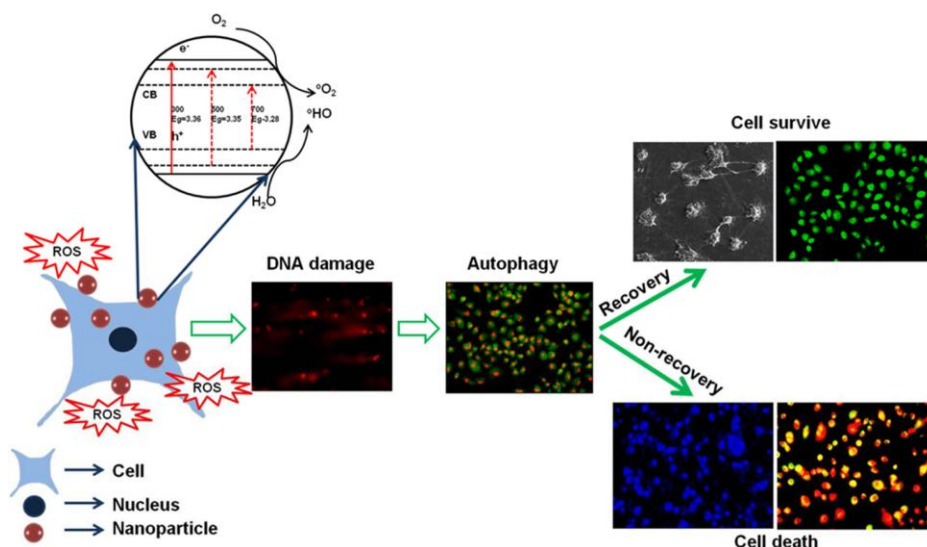 O₂
e⁻
CB
°O₂
°HO
300
500
700
Eg=3.36
Eg=3.35
Eg-3.28
VB
h⁺
H₂O
Cell survive
ROS
DNA damage
Autophagy
Recovery
Non-recovery
ROS
ROS
Cell
Nucleus
Nanoparticle
Cell death